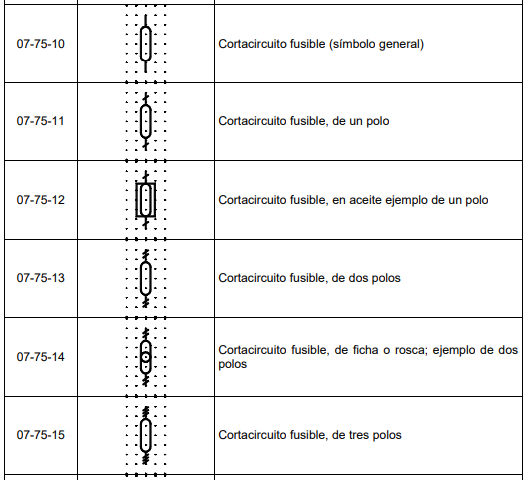 07-75-10 Cortacircuito fusible (símbolo general)
07-75-11 Cortacircuito fusible, de un polo
07-75-12 Cortacircuito fusible, en aceite ejemplo de un polo
07-75-13 Cortacircuito fusible, de dos polos
07-75-14 Cortacircuito fusible, de ficha o rosca; ejemplo de dos
polos
07-75-15 Cortacircuito fusible, de tres polos